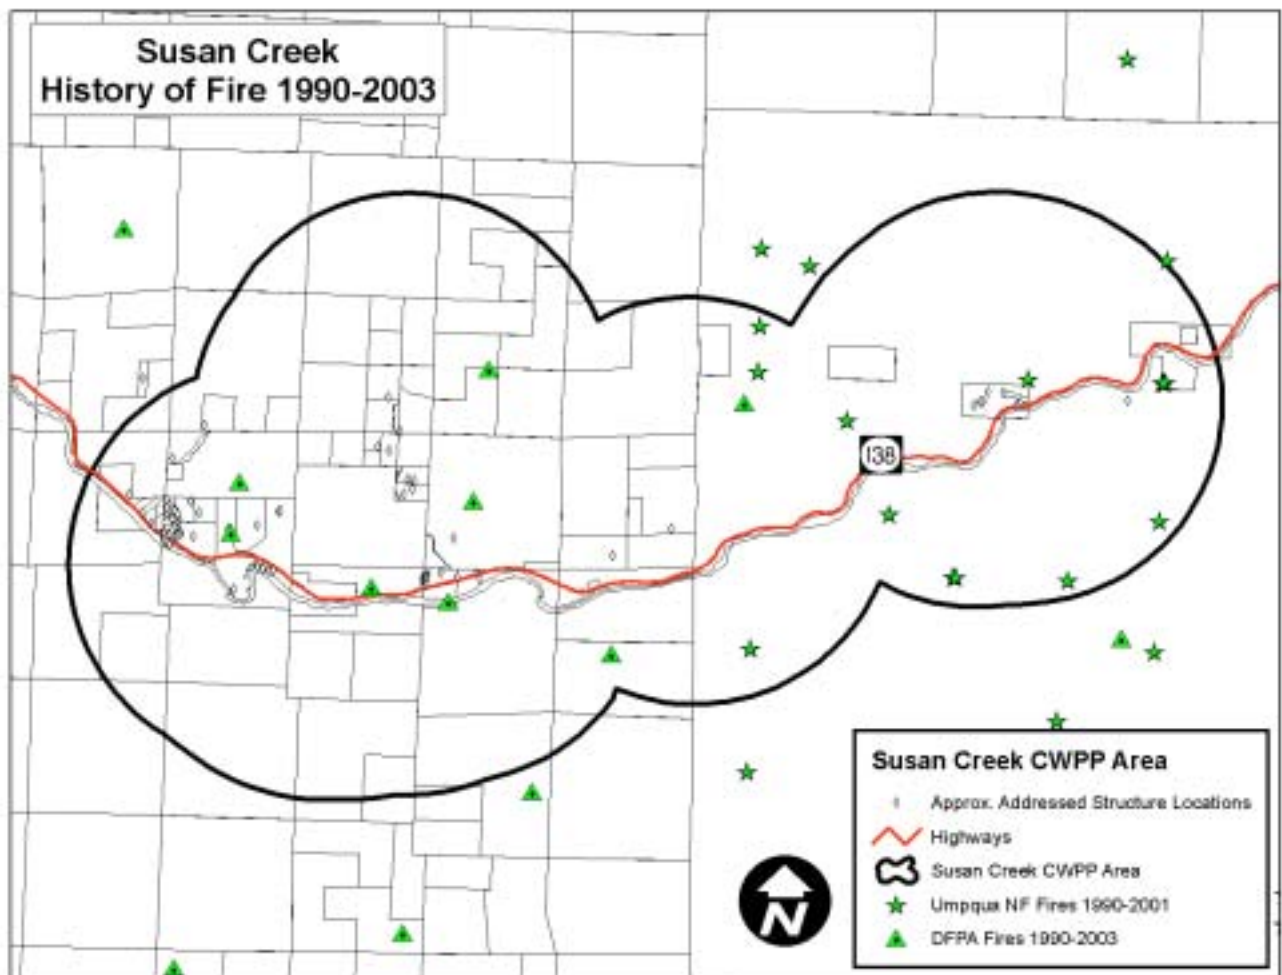 Susan Creek
History of Fire 1990-2003
138
Susan Creek CWPP Area
Approx. Addressed Structure Locations
Highways
Susan Creek CWPP Area
Umpqua NF Fires 1990-2001
DFPA Fires 1990-2003
N